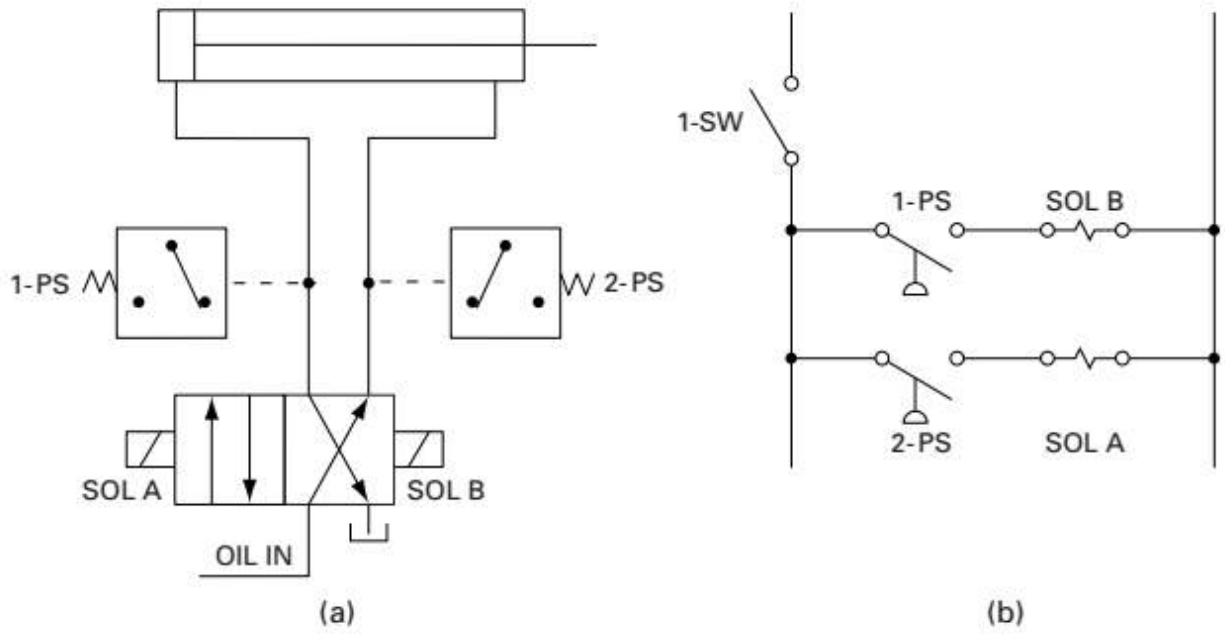 1-PS
2-PS
SOL A
SOL B
OIL IN
(a)
1-SW
1-PS
SOL B
2-PS
SOL A
(b)